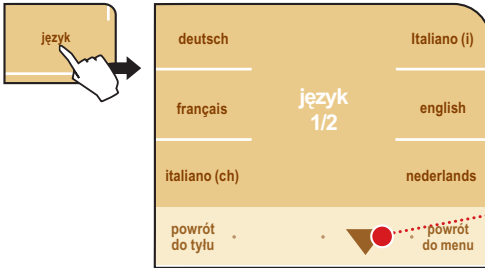 język
deutsch
Italiano (i)
język
1/2
français
english
italiano (ch)
nederlands
powrót
do tyłu
powrót
do menu